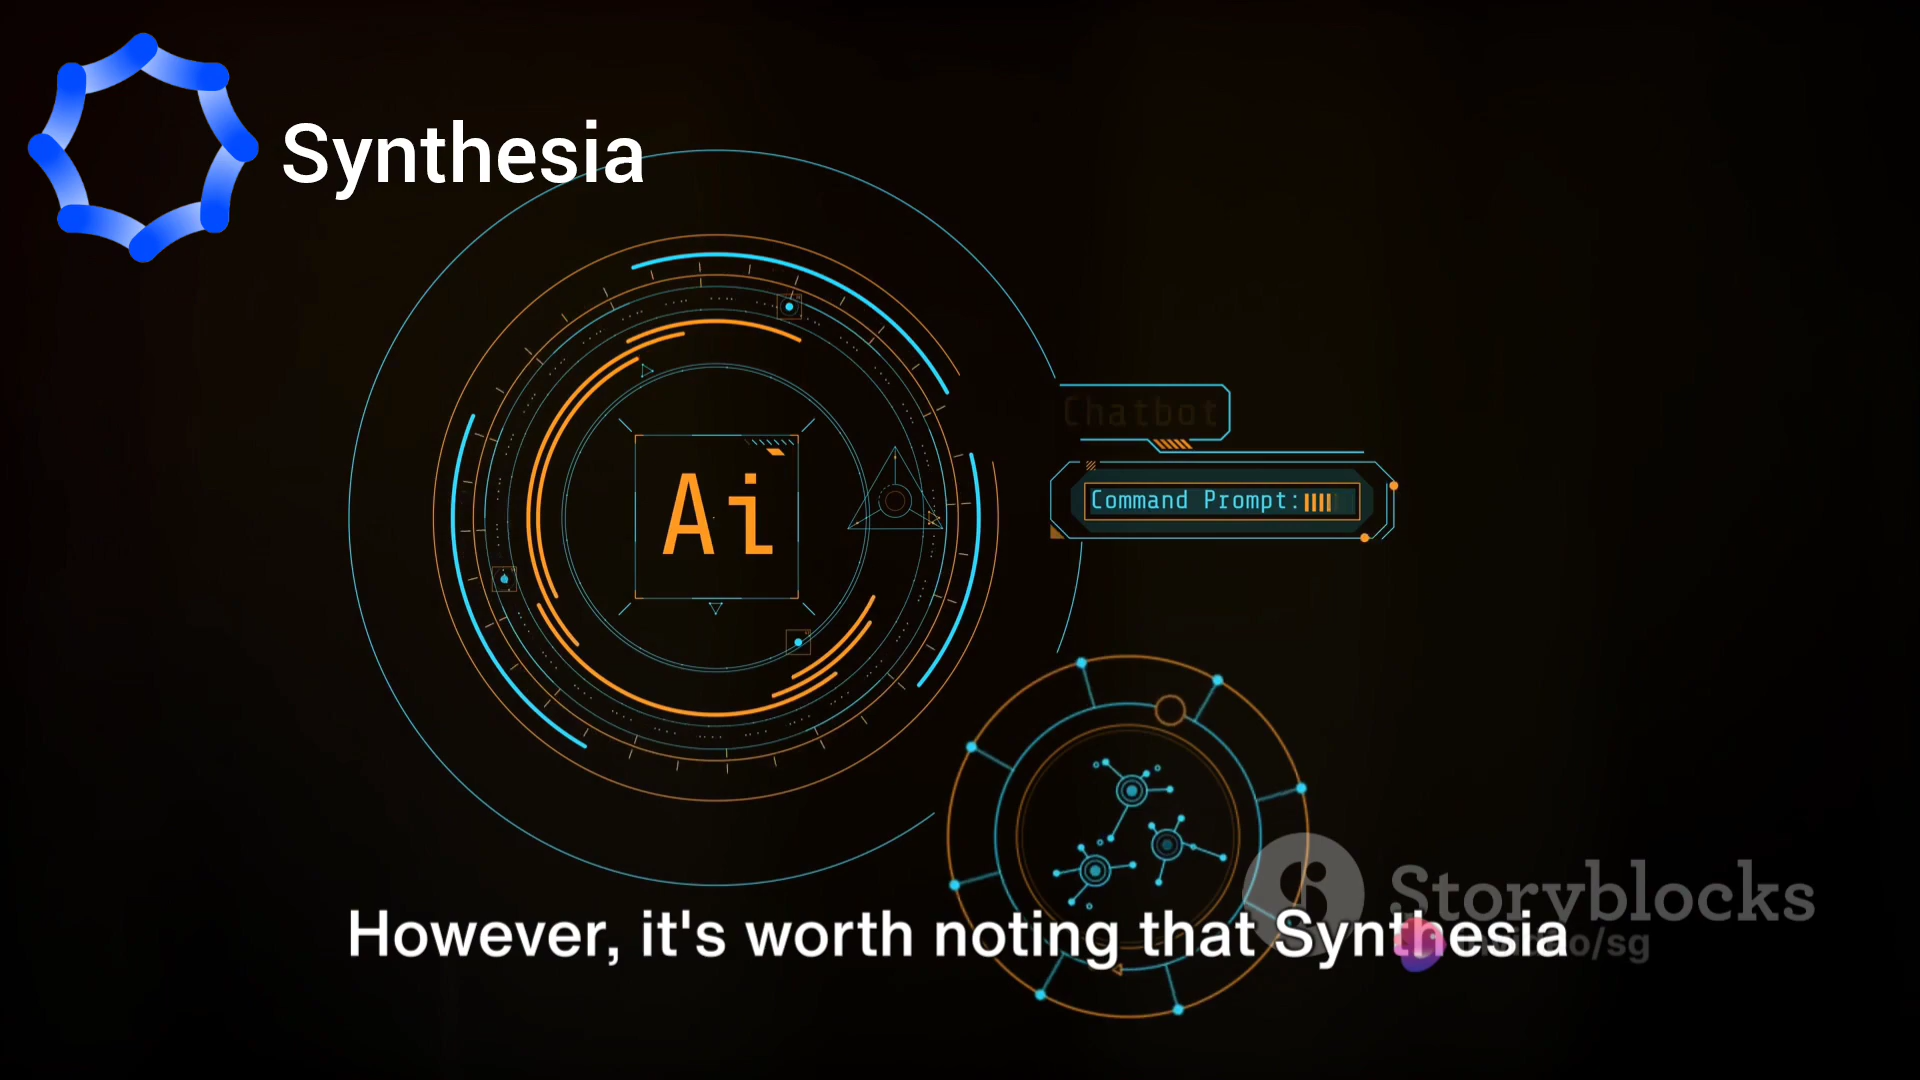 Synthesia
Chatbot
Command Prompt:
Ai
Storyblocks
However, it's worth noting that Synthesia